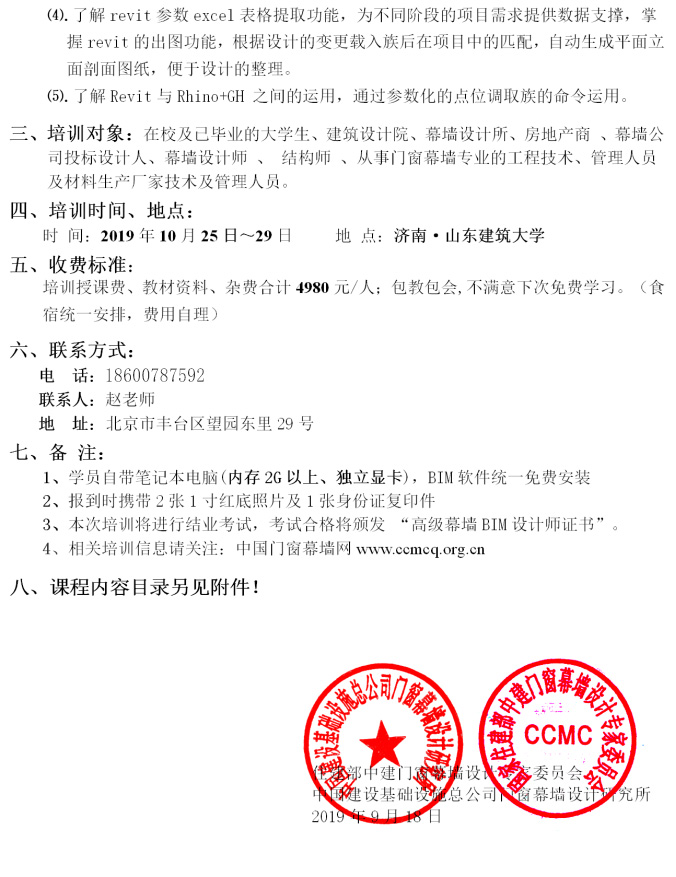 ⑷. 了解 revit 参数 excel 表格提取功能，为不同阶段的项目需求提供数据支撑，掌
握 revit 的出图功能，根据设计的变更载入族后在项目中的匹配，自动生成平面立
面剖面图纸，便于设计的整理。
⑸. 了解 Revit 与 Rhino+GH 之间的运用，通过参数化的点位调取族的命令运用。
三、培训对象：在校及已毕业的大学生、建筑设计院、幕墙设计所、房地产商 、幕墙公
司投标设计人、幕墙设计师 、 结构师 、从事门窗幕墙专业的工程技术、管理人员
及材料生产厂家技术及管理人员。
四、培训时间、地点：
时 间：2019 年 10 月 25 日～29 日 地 点：济南·山东建筑大学
五、收费标准：
培训授课费、教材资料、杂费合计 4980 元/人；包教包会,不满意下次免费学习。（食
宿统一安排，费用自理）
六、联系方式：
电 话：18600787592
联系人：赵老师
地 址：北京市丰台区望园东里 29 号
七、备 注：
1、学员自带笔记本电脑(内存 2G 以上、独立显卡)，BIM 软件统一免费安装
2、报到时携带 2 张 1 寸红底照片及 1 张身份证复印件
3、本次培训将进行结业考试，考试合格将颁发 “高级幕墙 BIM 设计师证书”。
4、相关培训信息请关注：中国门窗幕墙网 www.ccmcq.org.cn
八、课程内容目录另见附件！
中国建设基础设施总公司门窗幕墙设计研究所
国家住建部中建门窗幕墙设计专家委员会
CCMC
住建部中建门窗幕墙设计专家委员会
中国建设基础设施总公司门窗幕墙设计研究所
2019 年 9 月 18 日